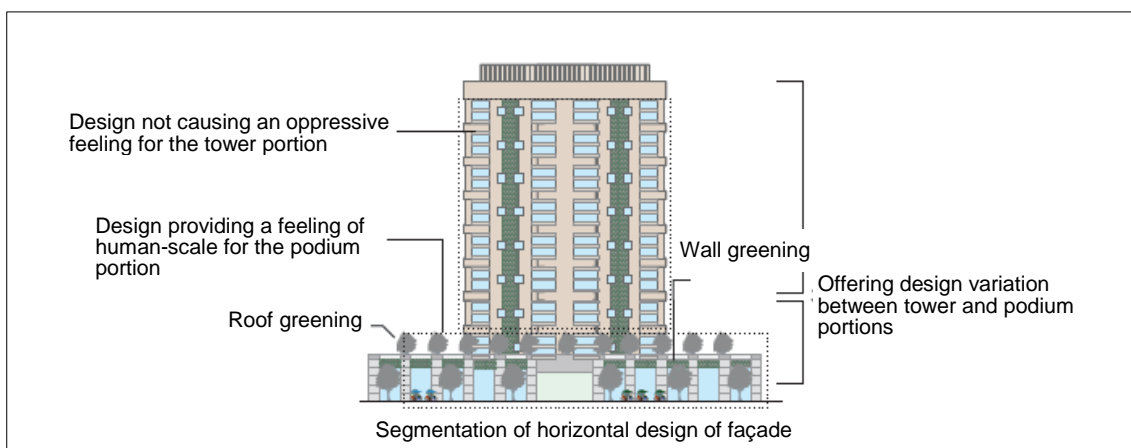 Design not causing an oppressive
feeling for the tower portion
Design providing a feeling of
human-scale for the podium
portion
Wall greening
Offering design variation
between tower and podium
portions
Roof greening
Segmentation of horizontal design of façade